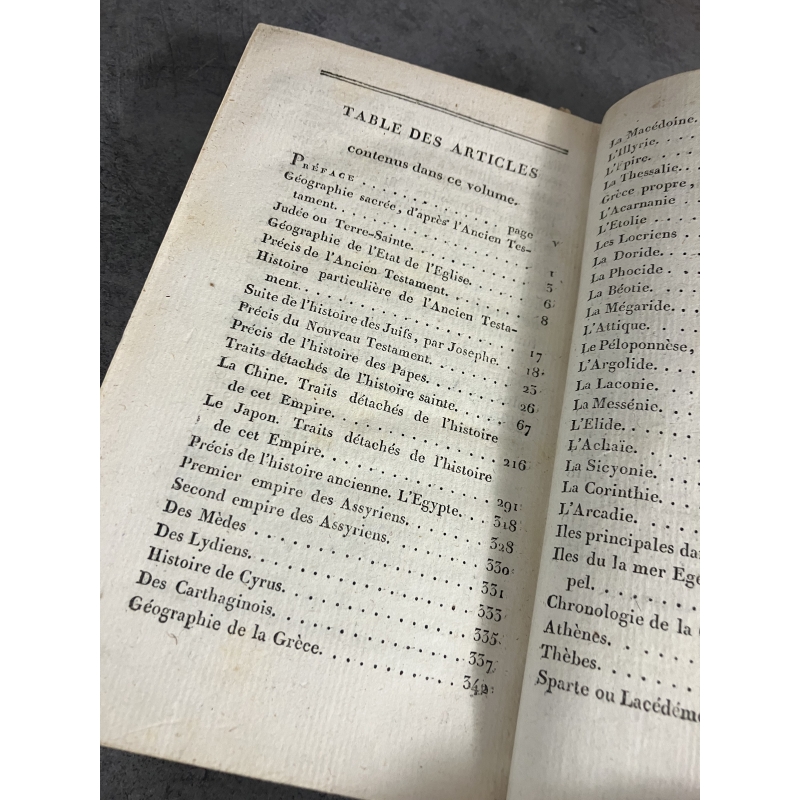 TABLE DES ARTICLES
contenus dans ce volume.
PRÉFACE . . . . . . . . . . . page v
Géographie sacrée, d'après l'Ancien Tes-
tament. . . . . . . . . . . . . 1
Judée ou Terre-Sainte. . . . . . . . . 3
Géographie de l'Etat de l'Eglise. . . . . . 6
Précis de l'Ancien Testament. . . . . . . 8
Histoire particulière de l'Ancien Testa-
ment. . . . . . . . . . . . . . 17
Suite de l'histoire des Juifs, par Josephe. . 18
Précis du Nouveau Testament. . . . . . . 23
Précis de l'histoire des Papes. . . . . . . 26
Traits détachés de l'histoire sainte. . . . . 67
La Chine. Traits détachés de l'histoire
de cet Empire. . . . . . . . . . . 216
Le Japon. Traits détachés de l'histoire
de cet Empire. . . . . . . . . . . 291
Précis de l'histoire ancienne. L'Egypte. . . 318
Premier empire des Assyriens. . . . . . . 328
Second empire des Assyriens. . . . . . . 330
Des Mèdes . . . . . . . . . . . . 331
Des Lydiens. . . . . . . . . . . . 333
Histoire de Cyrus. . . . . . . . . . 335
Des Carthaginois. . . . . . . . . . 337
Géographie de la Grèce. . . . . . . . 342
La Macédoine.
L'Illyrie. . . .
L'Épire. . . .
La Thessalie. .
Grèce propre,
L'Acarnanie . .
L'Etolie . . .
Les Locriens .
La Doride. . .
La Phocide . .
La Béotie. . .
La Mégaride. .
L'Attique. . .
Le Péloponnèse,
L'Argolide. . .
La Laconie. . .
La Messénie. . .
L'Elide. . . .
L'Achaïe. . . .
La Sicyonie. . .
La Corinthie. . .
L'Arcadie. . . .
Iles principales da
Iles du la mer Egé
pel. . . . . .
Chronologie de la
Athènes. . . . .
Thèbes. . . . .
Sparte ou Lacédém